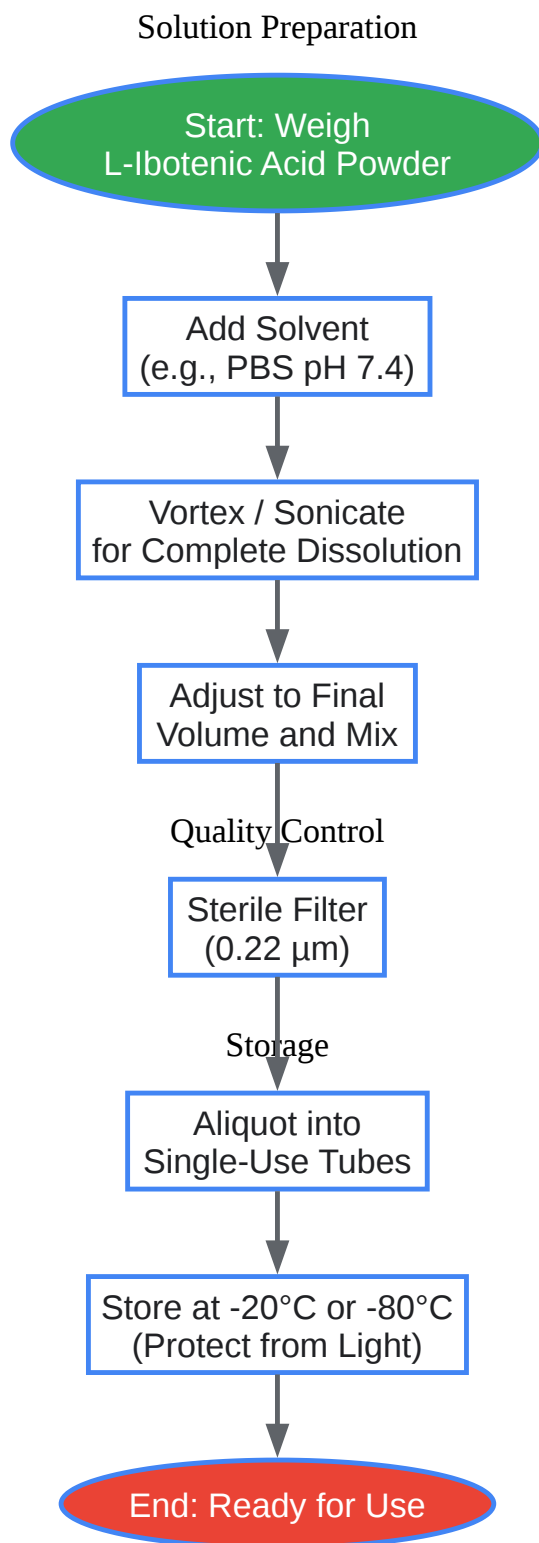 Solution Preparation
Start: Weigh
L-Ibotenic Acid Powder
Add Solvent
(e.g., PBS pH 7.4)
Vortex / Sonicate
for Complete Dissolution
Adjust to Final
Volume and Mix
Quality Control
Sterile Filter
(0.22 µm)
Storage
Aliquot into
Single-Use Tubes
Store at -20°C or -80°C
(Protect from Light)
End: Ready for Use